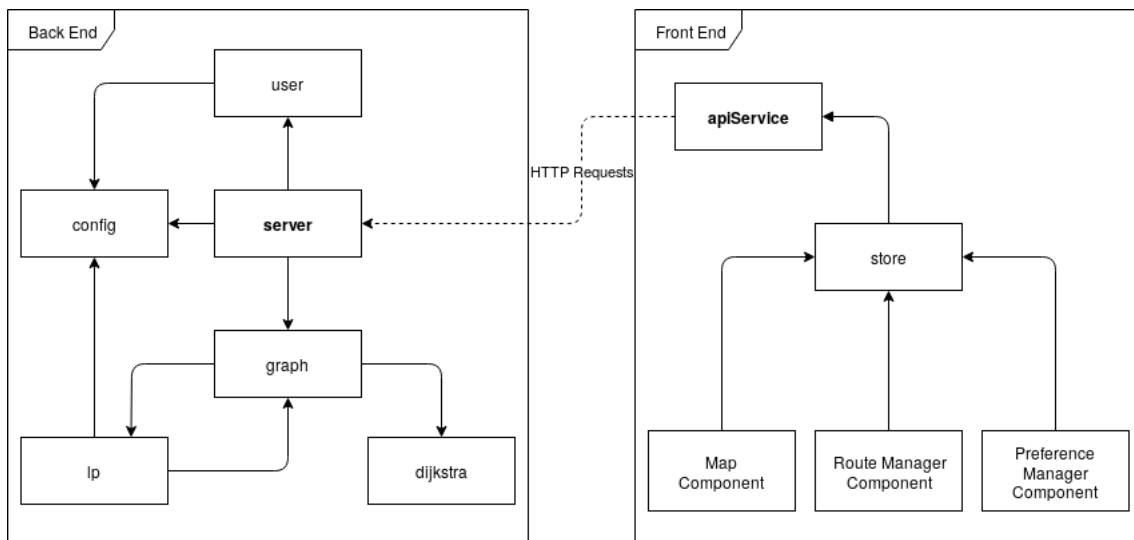 Back End
user
config
server
graph
lp
dijkstra
HTTP Requests
Front End
apiService
store
Map
Component
Route Manager
Component
Preference
Manager
Component